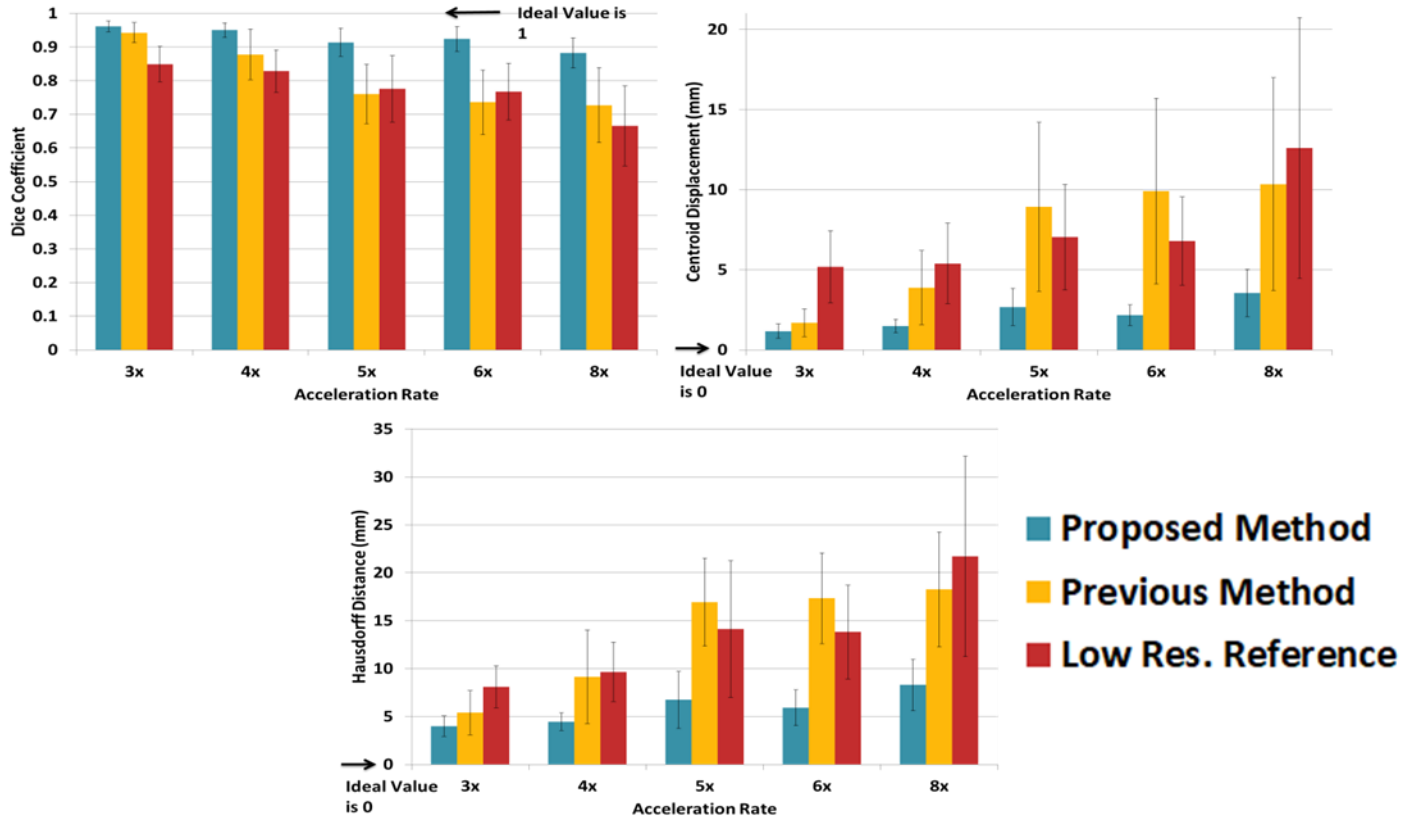 Dice Coefficient
1
0.9
0.8
0.7
0.6
0.5
0.4
0.3
0.2
0.1
0
Ideal Value is
1
3x
4x
5x
6x
8x
Acceleration Rate
Centroid Displacement (mm)
20
15
10
5
0
Ideal Value
is 0
3x
4x
5x
6x
8x
Acceleration Rate
Hausdorff Distance (mm)
35
30
25
20
15
10
5
0
Ideal Value
is 0
3x
4x
5x
6x
8x
Acceleration Rate
Proposed Method
Previous Method
Low Res. Reference